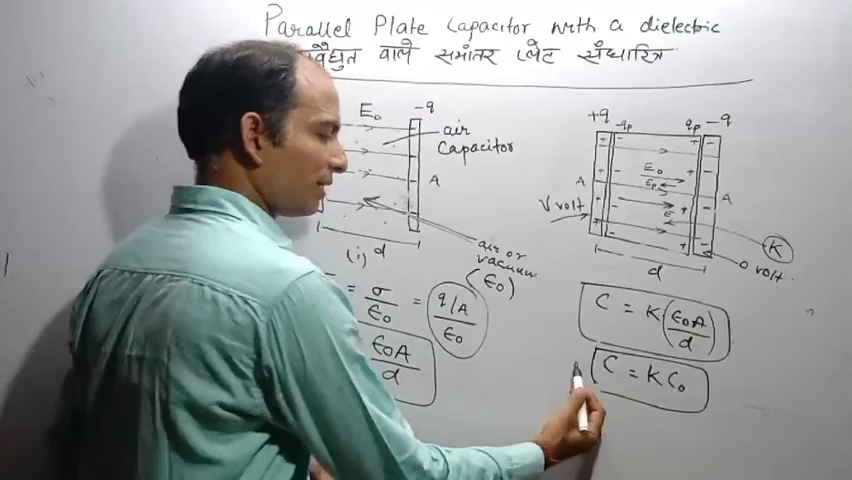 Parallel Plate Capacitor with a dielectric
वाले समांतर प्लेट संधारित्र
E₀
-q
air
Capacitor
A
d
(i)
air or
vacuum
(ε₀)
= σ/ε₀ = q/A / ε₀
ε₀A/d
+q -qₚ qₚ -q
E₀
Eₚ
E
A
A
V volt
K
0 volt
d
C = K(ε₀A/d)
C = KC₀